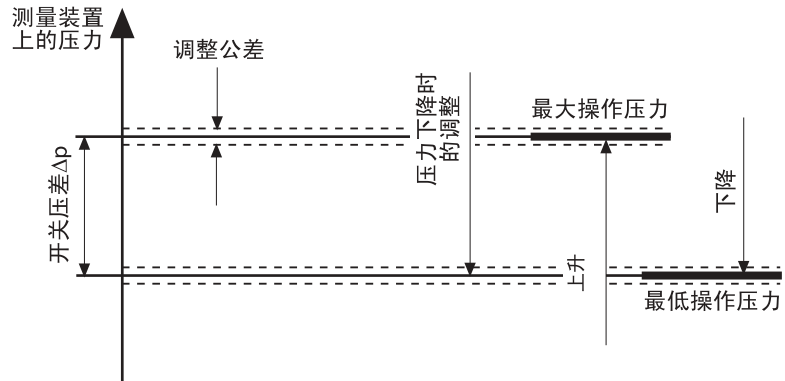 测量装置
上的压力
调整公差
最大操作压力
压力下降时
的调整
开关压差Δp
下降
上升
最低操作压力